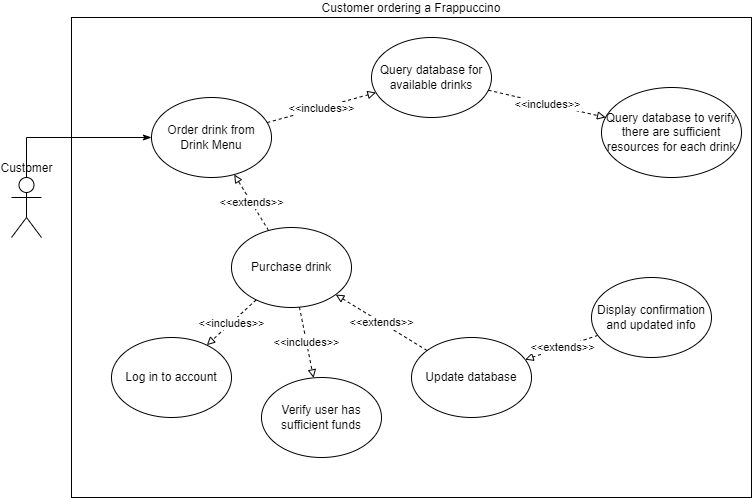 Customer ordering a Frappuccino
Query database for
available drinks
<<includes>>
<<includes>>
Query database to verify
there are sufficient
resources for each drink
Order drink from
Drink Menu
Customer
<<extends>>
Purchase drink
<<includes>>
<<extends>>
<<includes>>
Display confirmation
and updated info
<<extends>>
Log in to account
Update database
Verify user has
sufficient funds